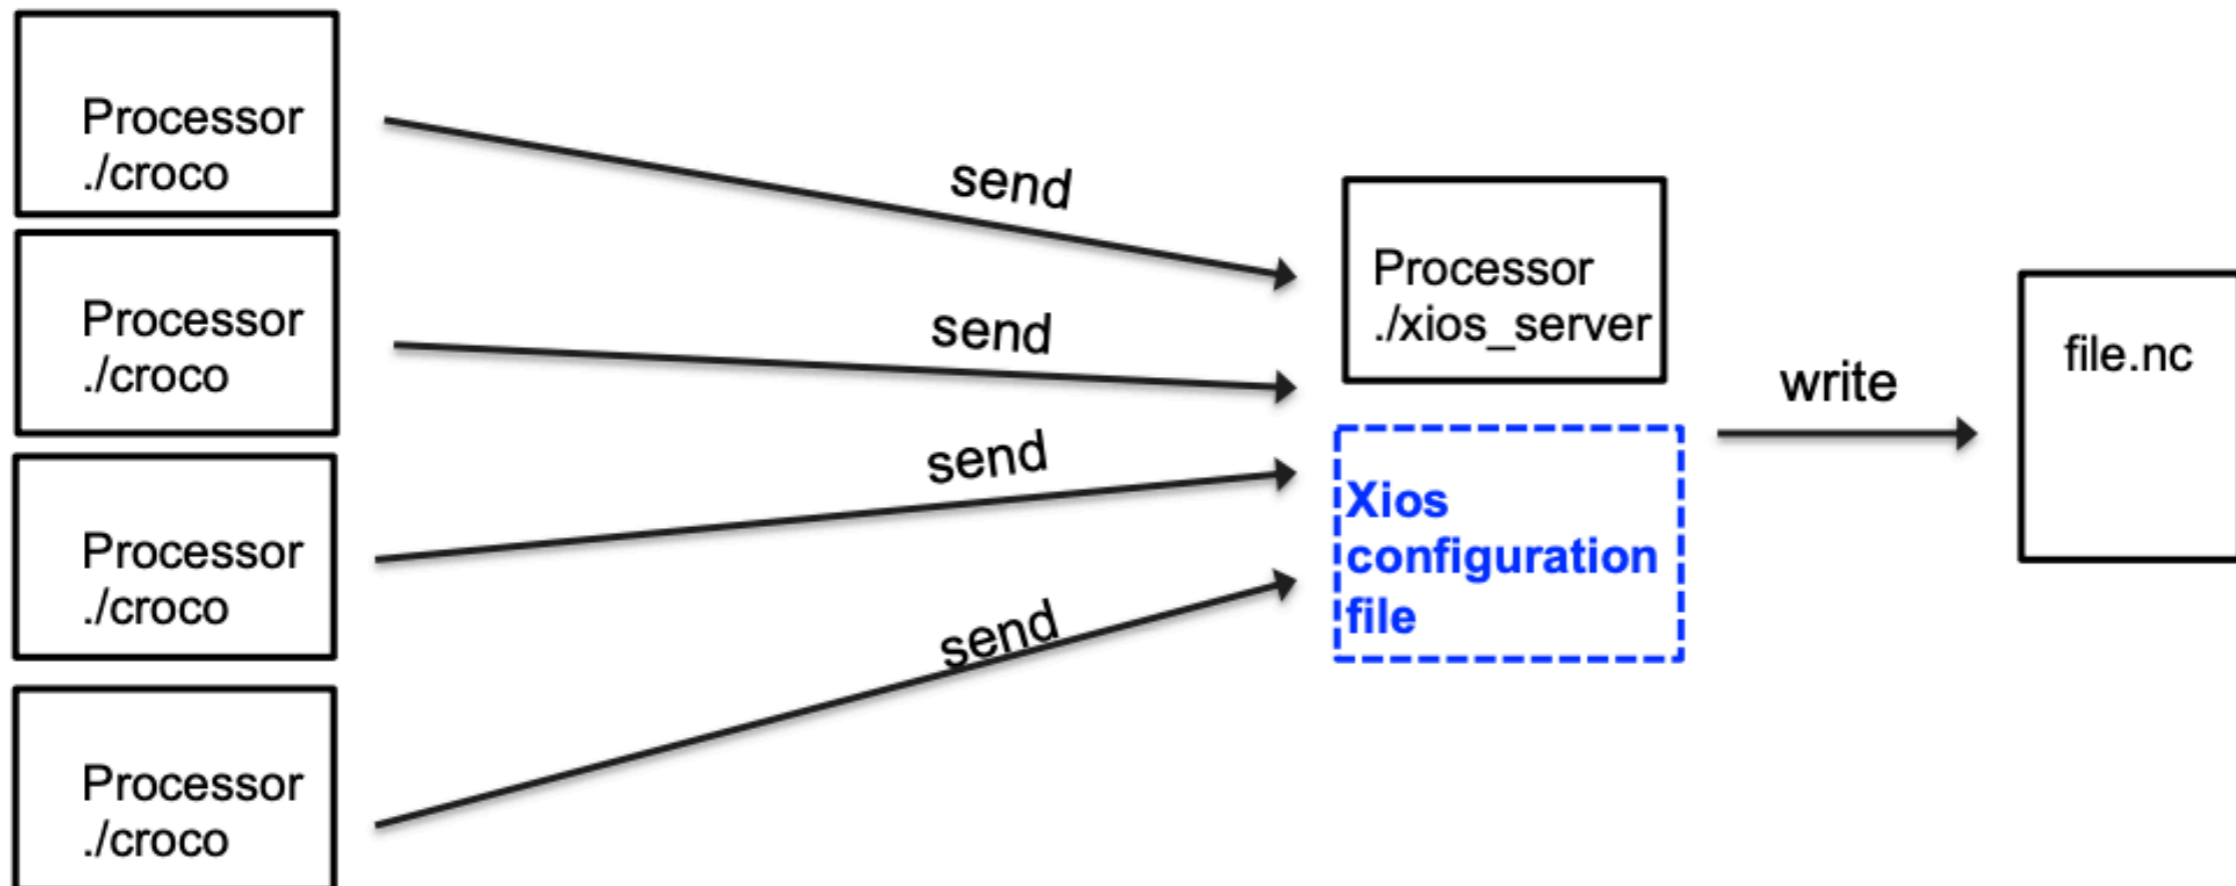 Processor
./croco
Processor
./croco
Processor
./croco
Processor
./croco
send
send
send
send
Processor
./xios_server
Xios
configuration
file
write
file.nc